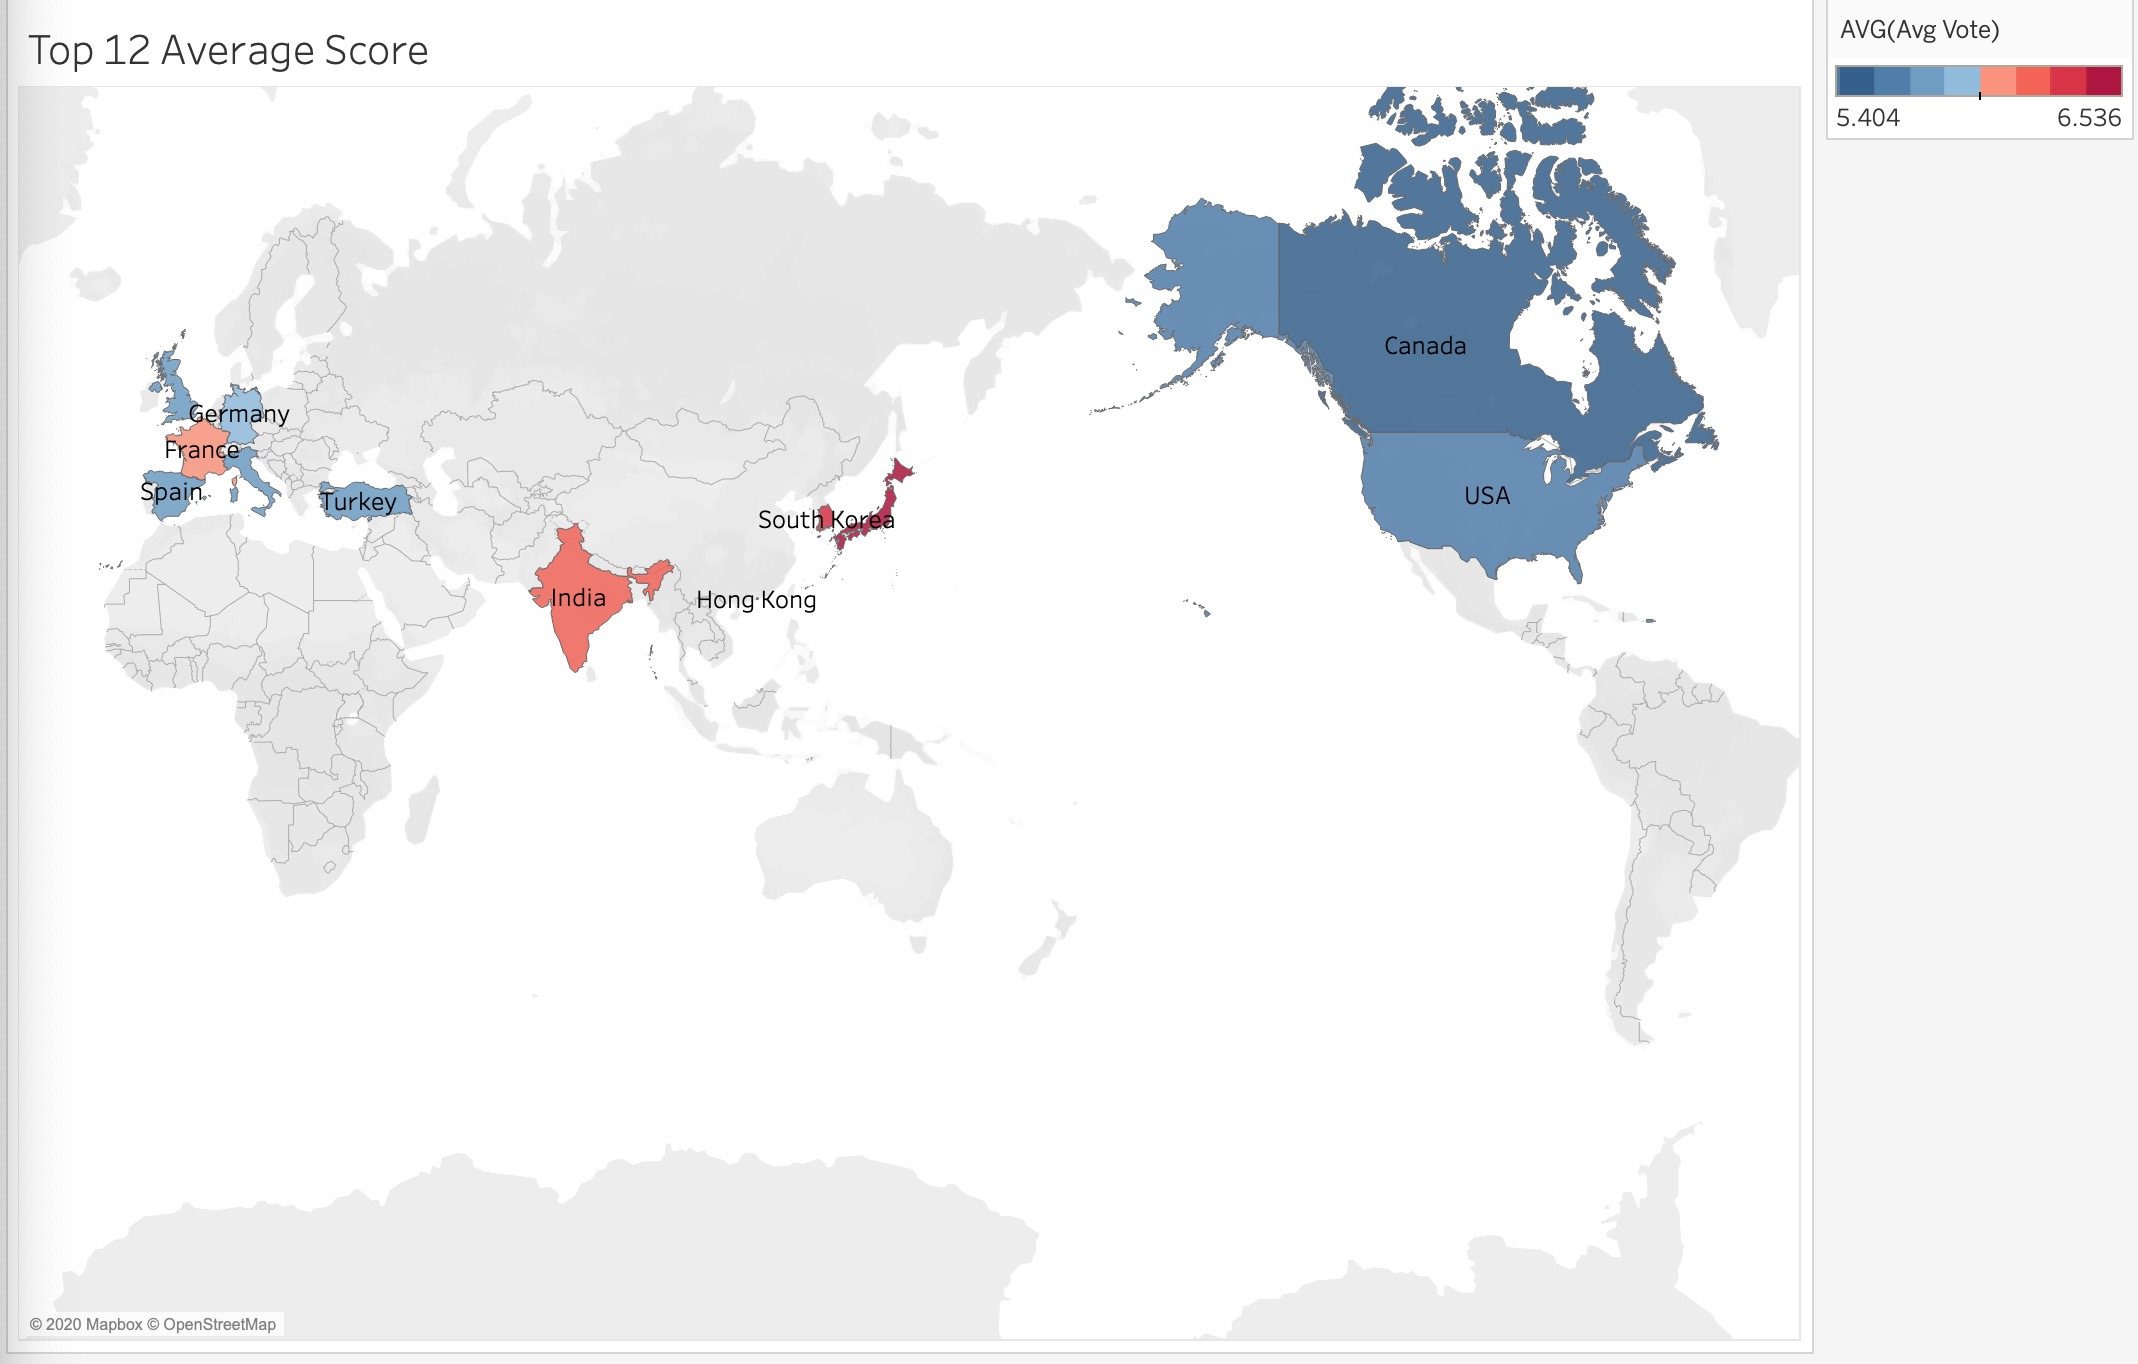 Top 12 Average Score
AVG(Avg Vote)
5.404
6.536
Canada
Germany
France
Spain
Turkey
USA
South Korea
India
Hong Kong
© 2020 Mapbox © OpenStreetMap